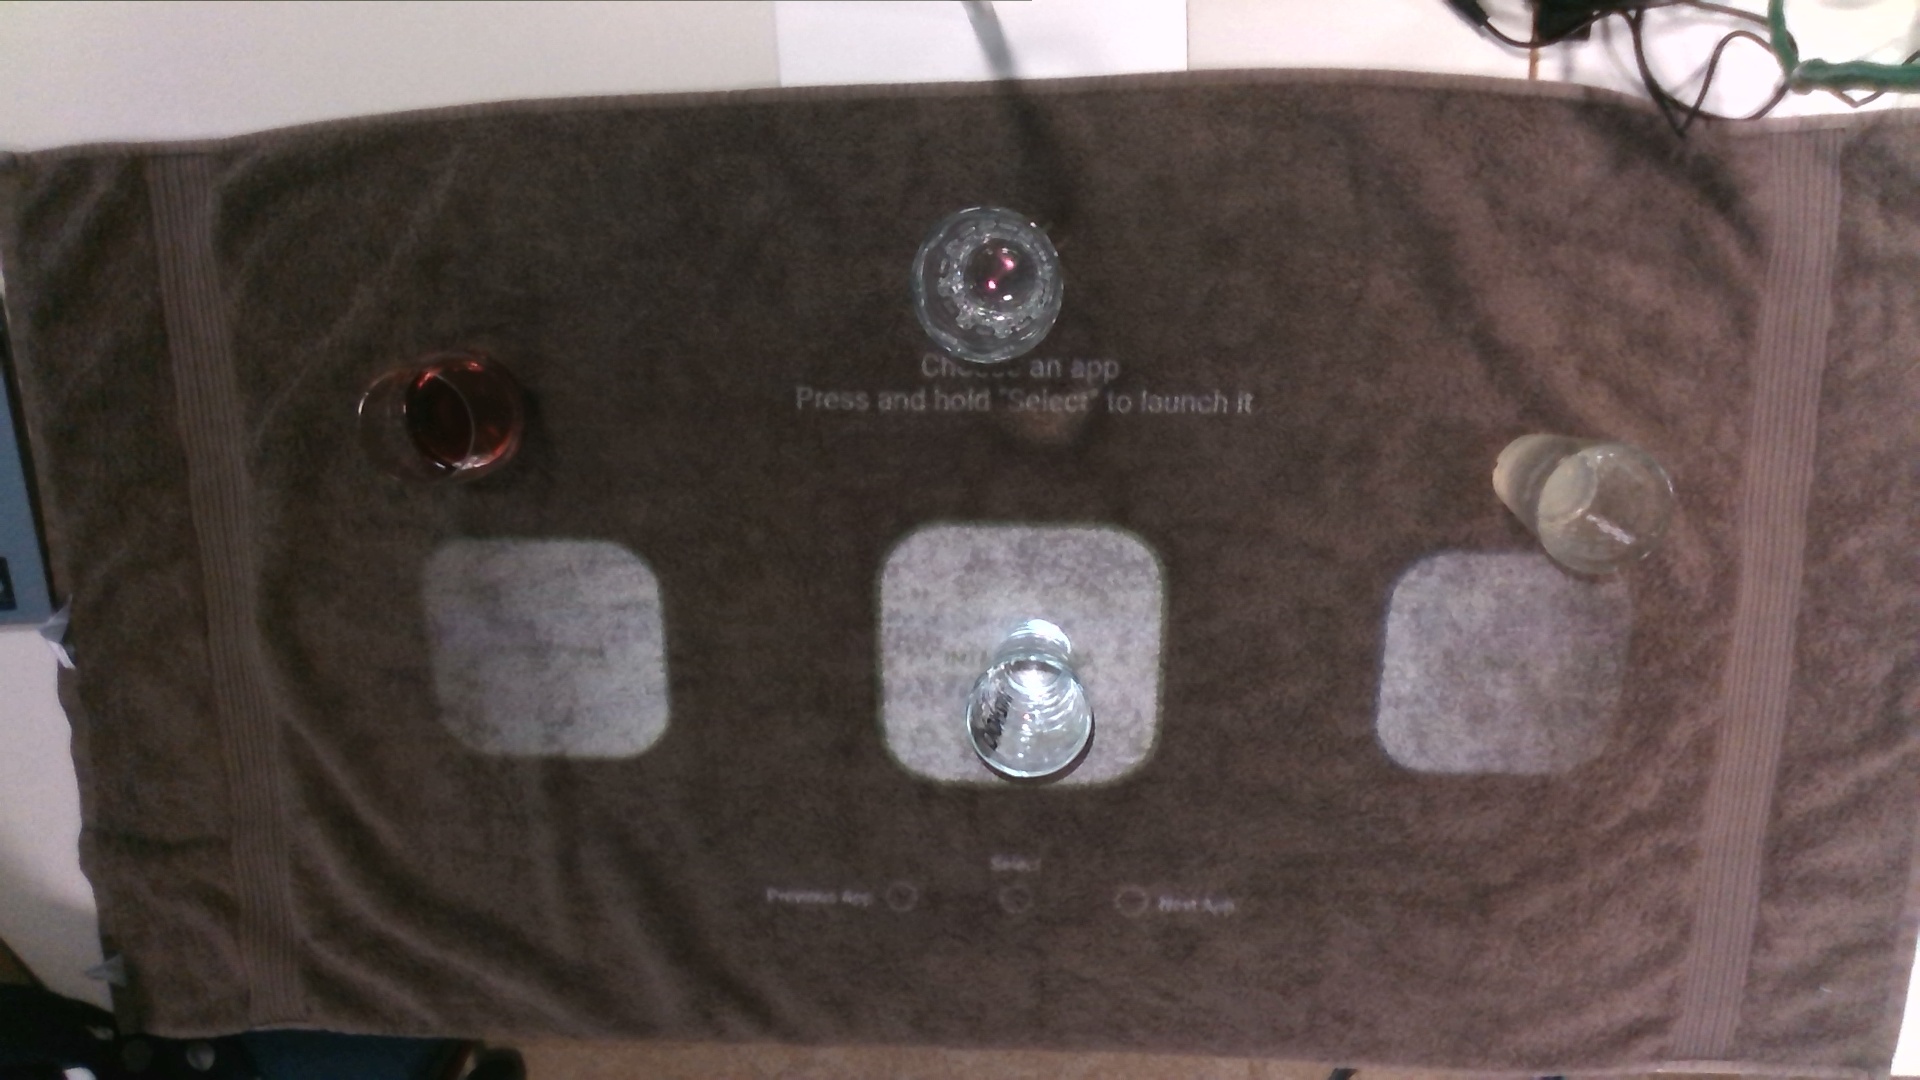 Choose an app
Press and hold "Select" to launch it
Select
Previous App
Next App